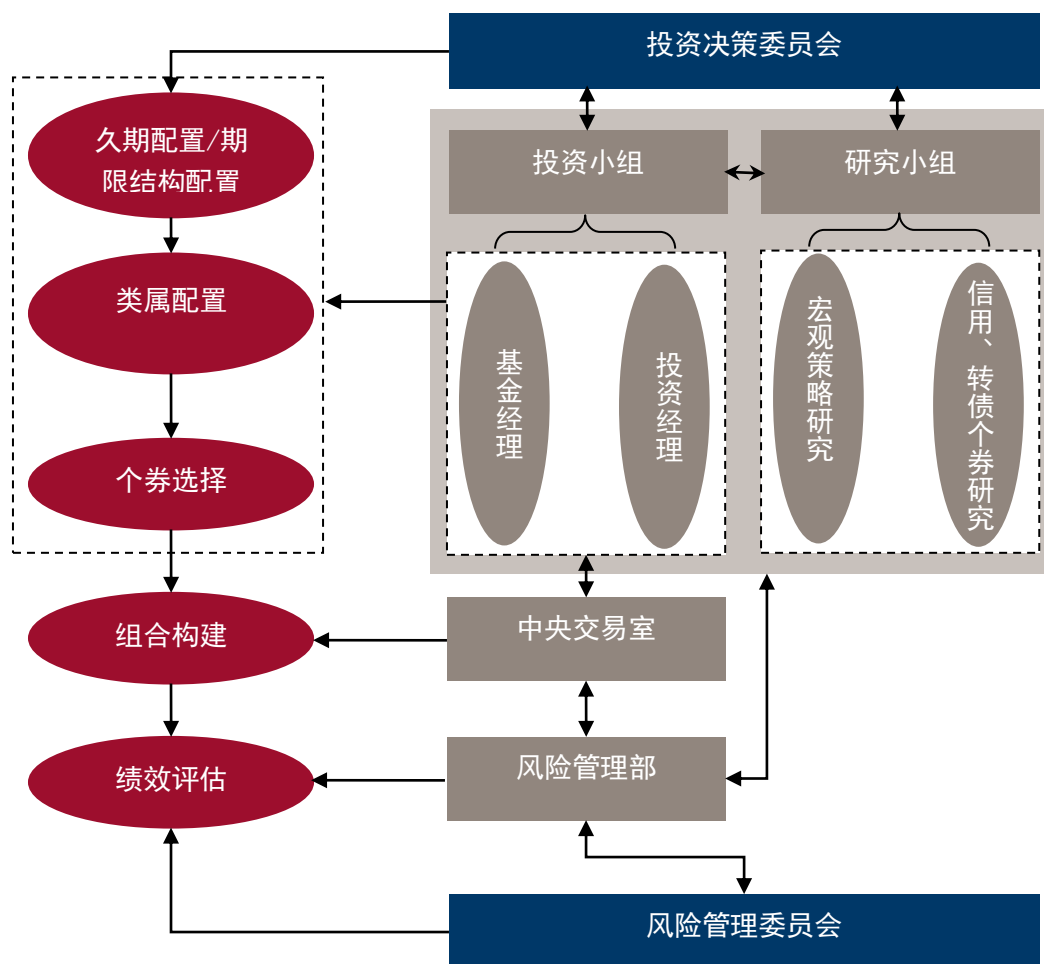 投资决策委员会
久期配置/期
限结构配置
投资小组
研究小组
类属配置
基金经理
投资经理
宏观策略研究
信用、转债个券研究
个券选择
组合构建
中央交易室
绩效评估
风险管理部
风险管理委员会